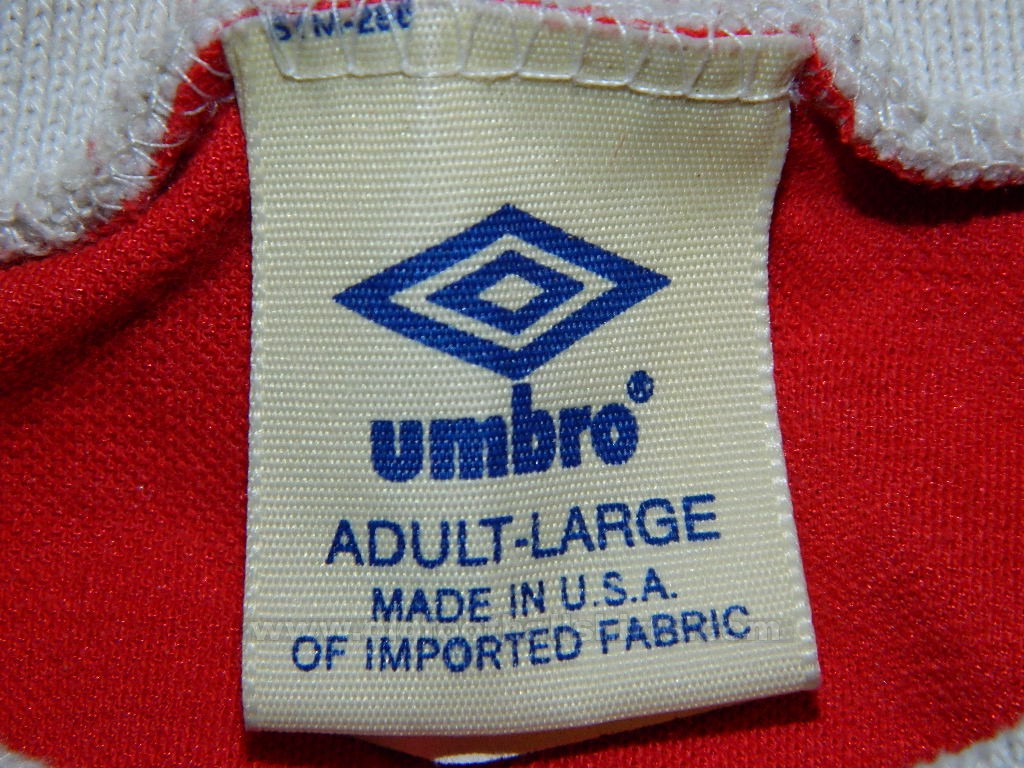 umbro®
ADULT-LARGE
MADE IN U.S.A.
OF IMPORTED FABRIC